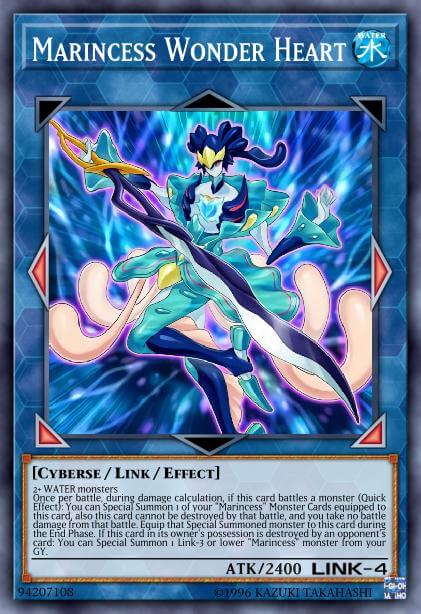 Marincess Wonder Heart
WATER
水
[Cyberse / Link / Effect]
2+ WATER monsters
Once per battle, during damage calculation, if this card battles a monster (Quick
Effect): You can Special Summon 1 of your "Marincess" Monster Cards equipped to
this card, also this card cannot be destroyed by that battle, and you take no battle
damage from that battle. Equip that Special Summoned monster to this card during
the End Phase. If this card in its owner's possession is destroyed by an opponent's
card: You can Special Summon 1 Link-3 or lower "Marincess" monster from your
GY.
ATK/2400 LINK-4
94207108 ©1996 KAZUKI TAKAHASHI